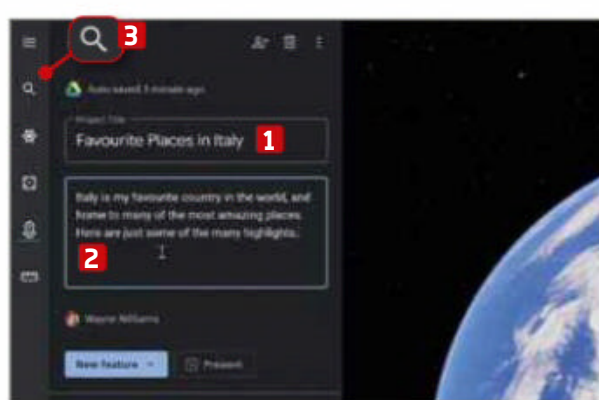 3
Auto saved 1 minute ago
Project Title
Favourite Places in Italy
1
Italy is my favourite country in the world, and
home to many of the most amazing places.
Here are just some of the many highlights.
2
Wayne Williams
New feature
Present